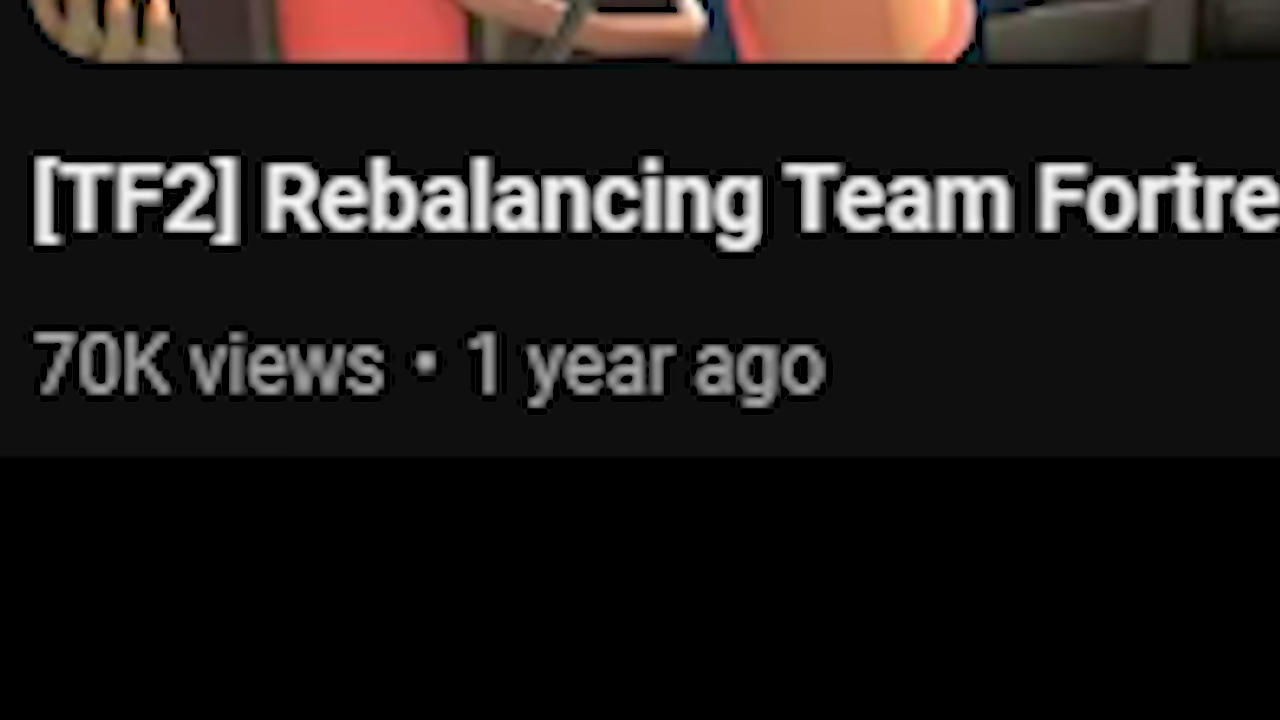 [TF2] Rebalancing Team Fortre
70K views • 1 year ago